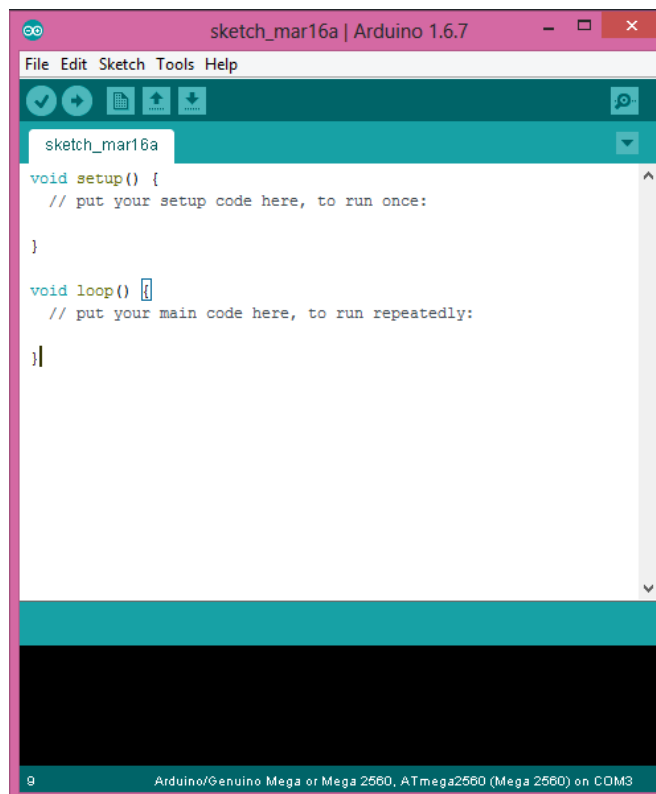 sketch_mar16a | Arduino 1.6.7
File Edit Sketch Tools Help
sketch_mar16a
void setup() {
  // put your setup code here, to run once:
}
void loop() {
  // put your main code here, to run repeatedly:
}
9 Arduino/Genuino Mega or Mega 2560, ATmega2560 (Mega 2560) on COM3